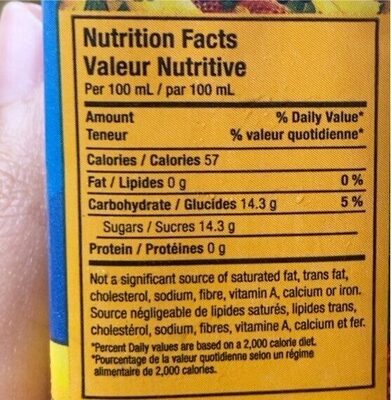 Nutrition Facts
Valeur Nutritive
Per 100 mL / par 100 mL
Amount % Daily Value*
Teneur % valeur quotidienne*
Calories / Calories 57
Fat / Lipides 0 g 0 %
Carbohydrate / Glucides 14.3 g 5 %
Sugars / Sucres 14.3 g
Protein / Protéines 0 g
Not a significant source of saturated fat, trans fat,
cholesterol, sodium, fibre, vitamin A, calcium or iron.
Source négligeable de lipides saturés, lipides trans,
cholestérol, sodium, fibres, vitamine A, calcium et fer.
*Percent Daily values are based on a 2,000 calorie diet.
*Pourcentage de la valeur quotidienne selon un régime
alimentaire de 2,000 calories.